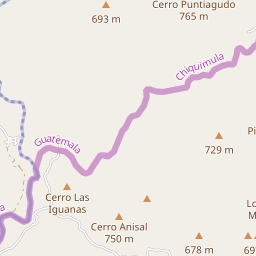 Cerro Puntiagudo
765 m
693 m
Chiquimula
Guatemala
729 m
Cerro Las
Iguanas
Cerro Anisal
750 m
678 m